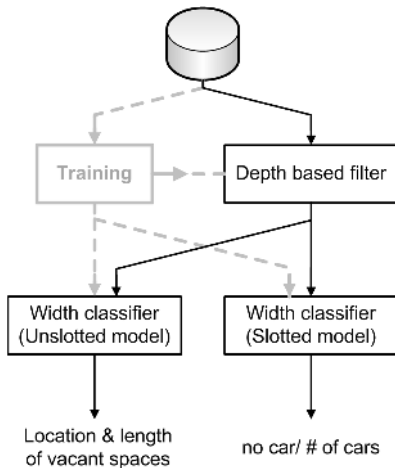 Training
Depth based filter
Width classifier
(Unslotted model)
Width classifier
(Slotted model)
Location & length
of vacant spaces
no car/ # of cars